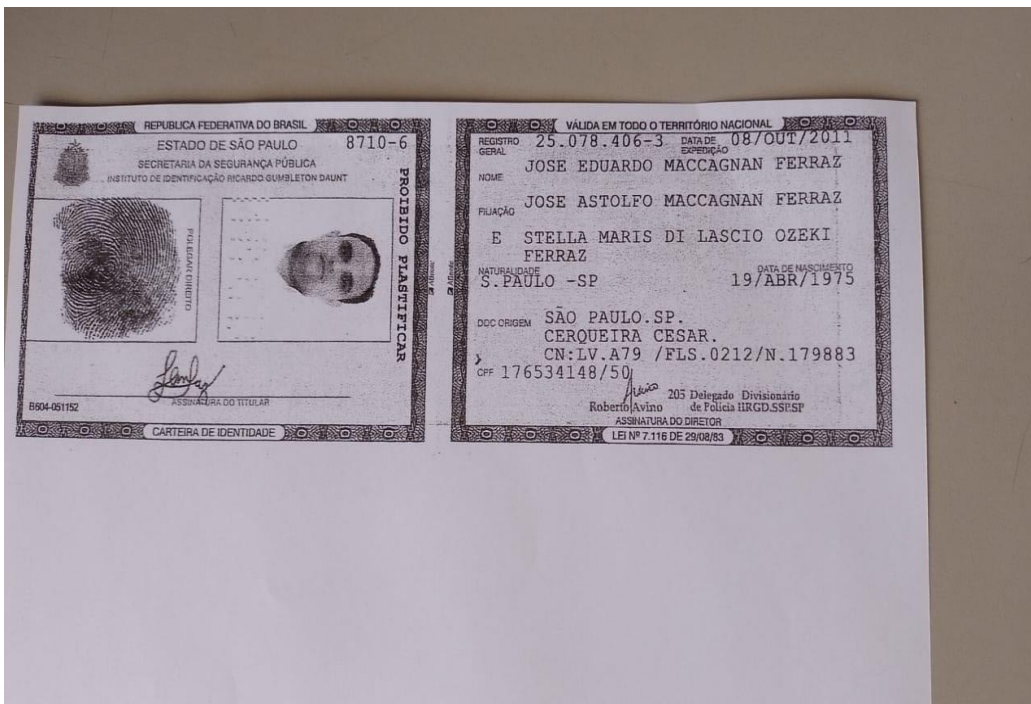 REPUBLICA FEDERATIVA DO BRASIL
ESTADO DE SÃO PAULO
8710-6
SECRETARIA DA SEGURANÇA PÚBLICA
INSTITUTO DE IDENTIFICAÇÃO RICARDO GUMBLETON DAUNT
PROIBIDO PLASTIFICAR
POLEGAR DIREITO
ASSINATURA DO TITULAR
B604-051152
CARTEIRA DE IDENTIDADE
VÁLIDA EM TODO O TERRITÓRIO NACIONAL
REGISTRO GERAL 25.078.406-3 DATA DE EXPEDIÇÃO 08/OUT/2011
NOME JOSE EDUARDO MACCAGNAN FERRAZ
FILIAÇÃO JOSE ASTOLFO MACCAGNAN FERRAZ
E STELLA MARIS DI LASCIO OZEKI
FERRAZ
NATURALIDADE DATA DE NASCIMENTO
S.PAULO -SP 19/ABR/1975
DOC ORIGEM SÃO PAULO.SP.
CERQUEIRA CESAR.
CN:LV.A79 /FLS.0212/N.179883
CPF 176534148/50
205 Delegado Divisionário
Roberto Avino de Polícia IIRGD.SSP.SP
ASSINATURA DO DIRETOR
LEI Nº 7.116 DE 29/08/83